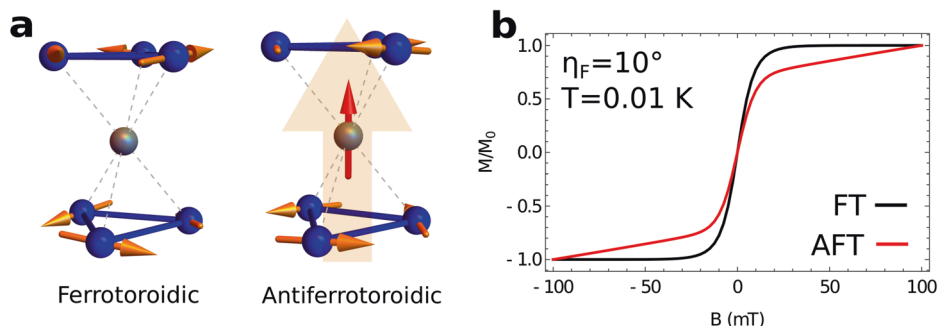 a
Ferrotoroidic
Antiferrotoroidic
b
η_F=10°
T=0.01 K
M/M₀
1.0
0.5
0.0
- 0.5
- 1.0
FT
AFT
- 100
- 50
0
50
100
B (mT)